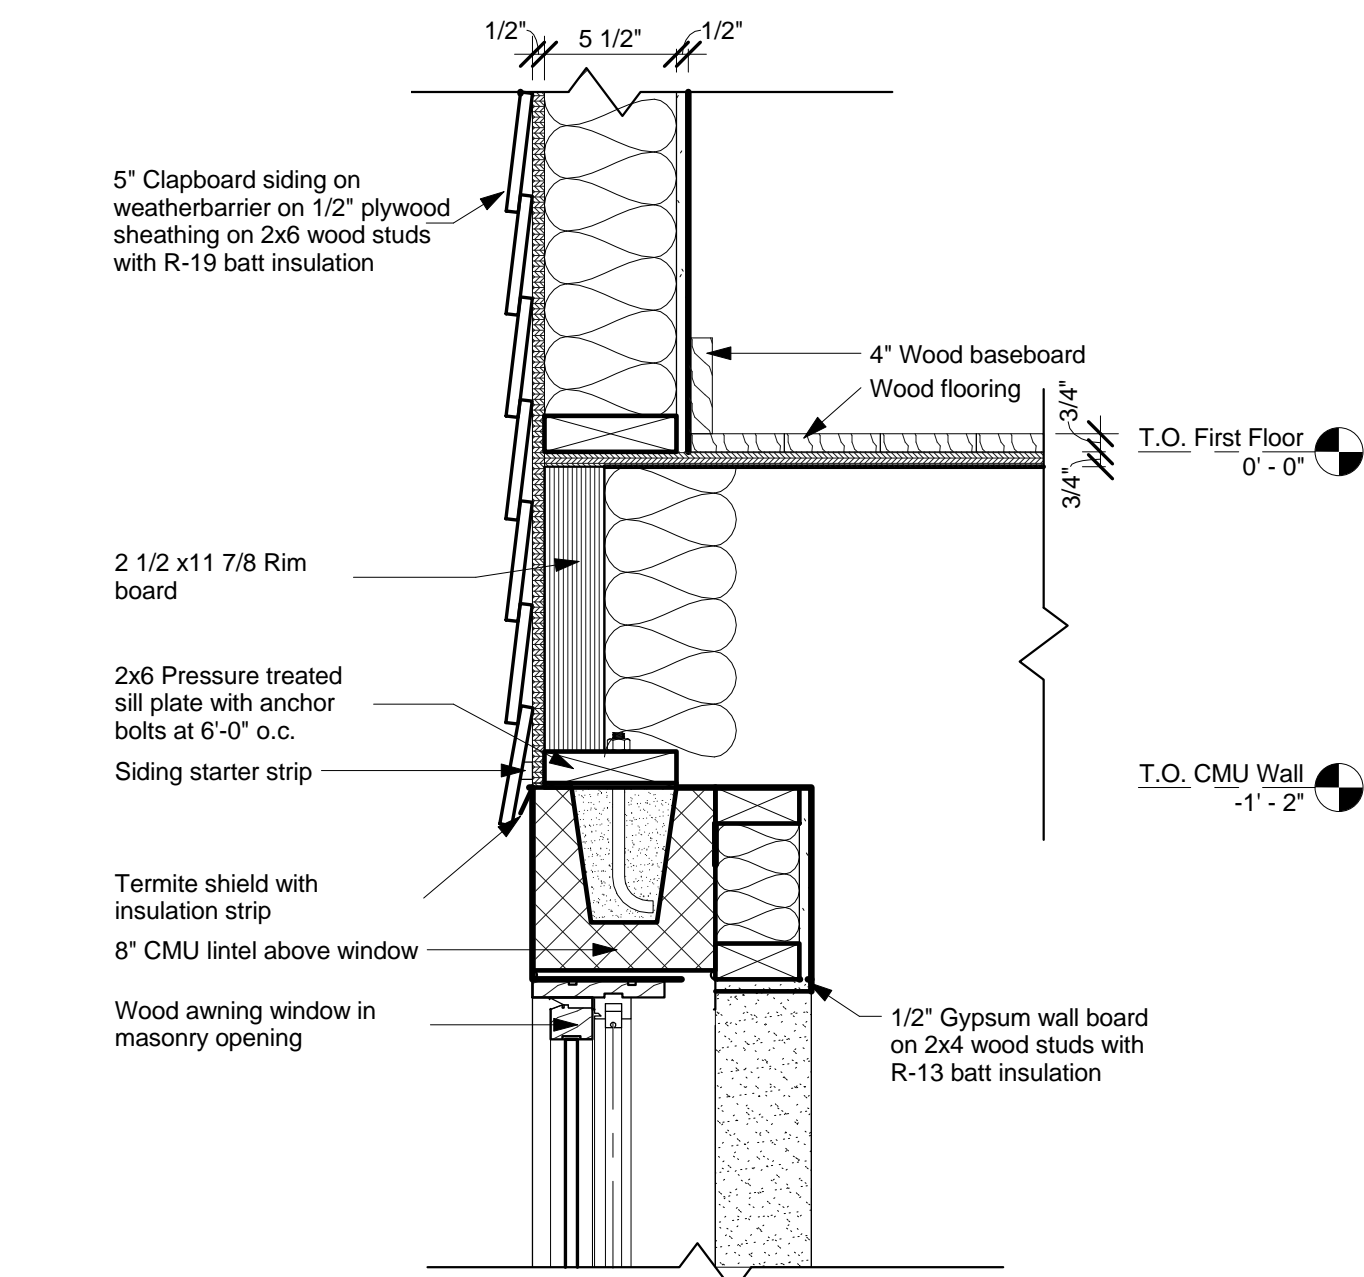 1/2"
5 1/2"
1/2"
5" Clapboard siding on
weatherbarrier on 1/2" plywood
sheathing on 2x6 wood studs
with R-19 batt insulation
4" Wood baseboard
Wood flooring
3/4"
3/4"
T.O. First Floor
0' - 0"
2 1/2 x11 7/8 Rim
board
2x6 Pressure treated
sill plate with anchor
bolts at 6'-0" o.c.
Siding starter strip
T.O. CMU Wall
-1' - 2"
Termite shield with
insulation strip
8" CMU lintel above window
Wood awning window in
masonry opening
1/2" Gypsum wall board
on 2x4 wood studs with
R-13 batt insulation